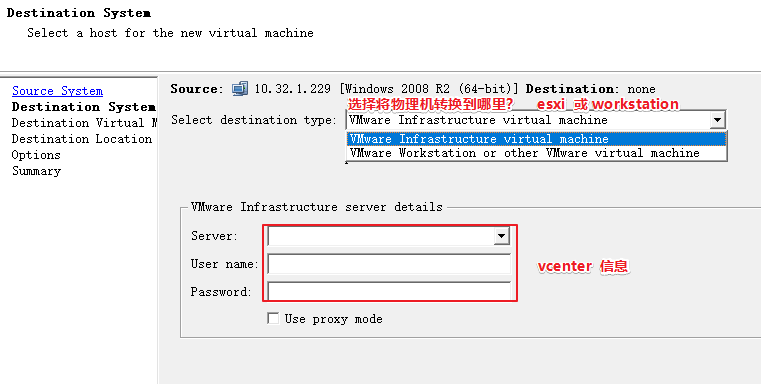 Destination System
Select a host for the new virtual machine
Source System
Destination System
Destination Virtual M
Destination Location
Options
Summary
Source: 10.32.1.229 [Windows 2008 R2 (64-bit)] Destination: none
选择将物理机转换到哪里? esxi 或 workstation
Select destination type: VMware Infrastructure virtual machine
VMware Infrastructure virtual machine
VMware Workstation or other VMware virtual machine
VMware Infrastructure server details
Server:
User name:
Password:
vcenter 信息
Use proxy mode